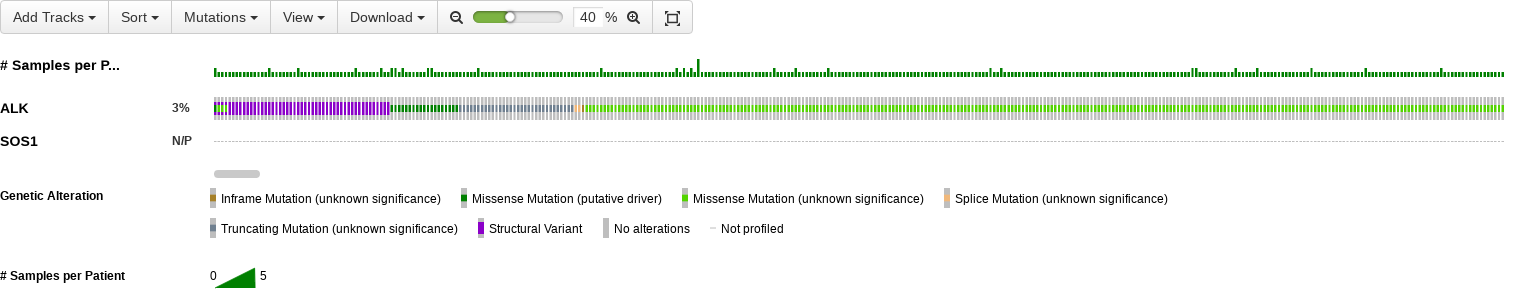 Add Tracks Sort Mutations View Download 40 %
# Samples per P...
ALK 3%
SOS1 N/P
Genetic Alteration Inframe Mutation (unknown significance) Missense Mutation (putative driver) Missense Mutation (unknown significance) Splice Mutation (unknown significance)
Truncating Mutation (unknown significance) Structural Variant No alterations Not profiled
# Samples per Patient 0 5